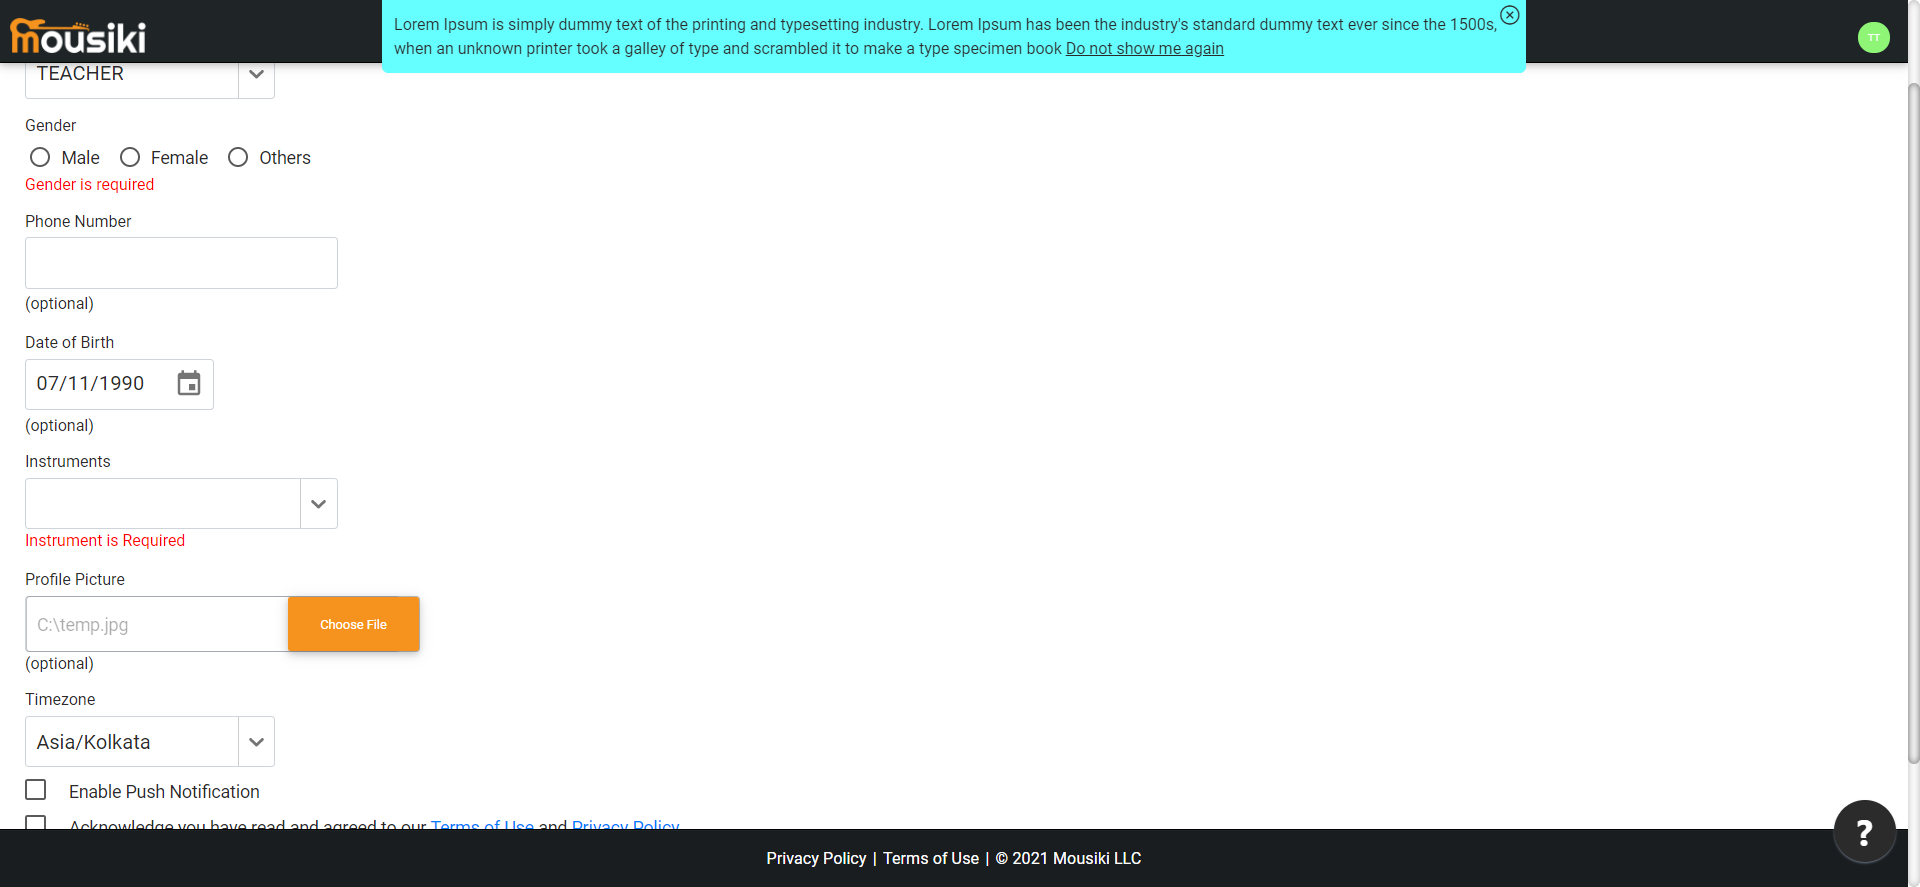 mousiki
Lorem Ipsum is simply dummy text of the printing and typesetting industry. Lorem Ipsum has been the industry's standard dummy text ever since the 1500s,
when an unknown printer took a galley of type and scrambled it to make a type specimen book Do not show me again
TT
TEACHER
Gender
Male Female Others
Gender is required
Phone Number
(optional)
Date of Birth
07/11/1990
(optional)
Instruments
Instrument is Required
Profile Picture
C:\temp.jpg Choose File
(optional)
Timezone
Asia/Kolkata
Enable Push Notification
Acknowledge you have read and agreed to our Terms of Use and Privacy Policy
?
Privacy Policy | Terms of Use | © 2021 Mousiki LLC